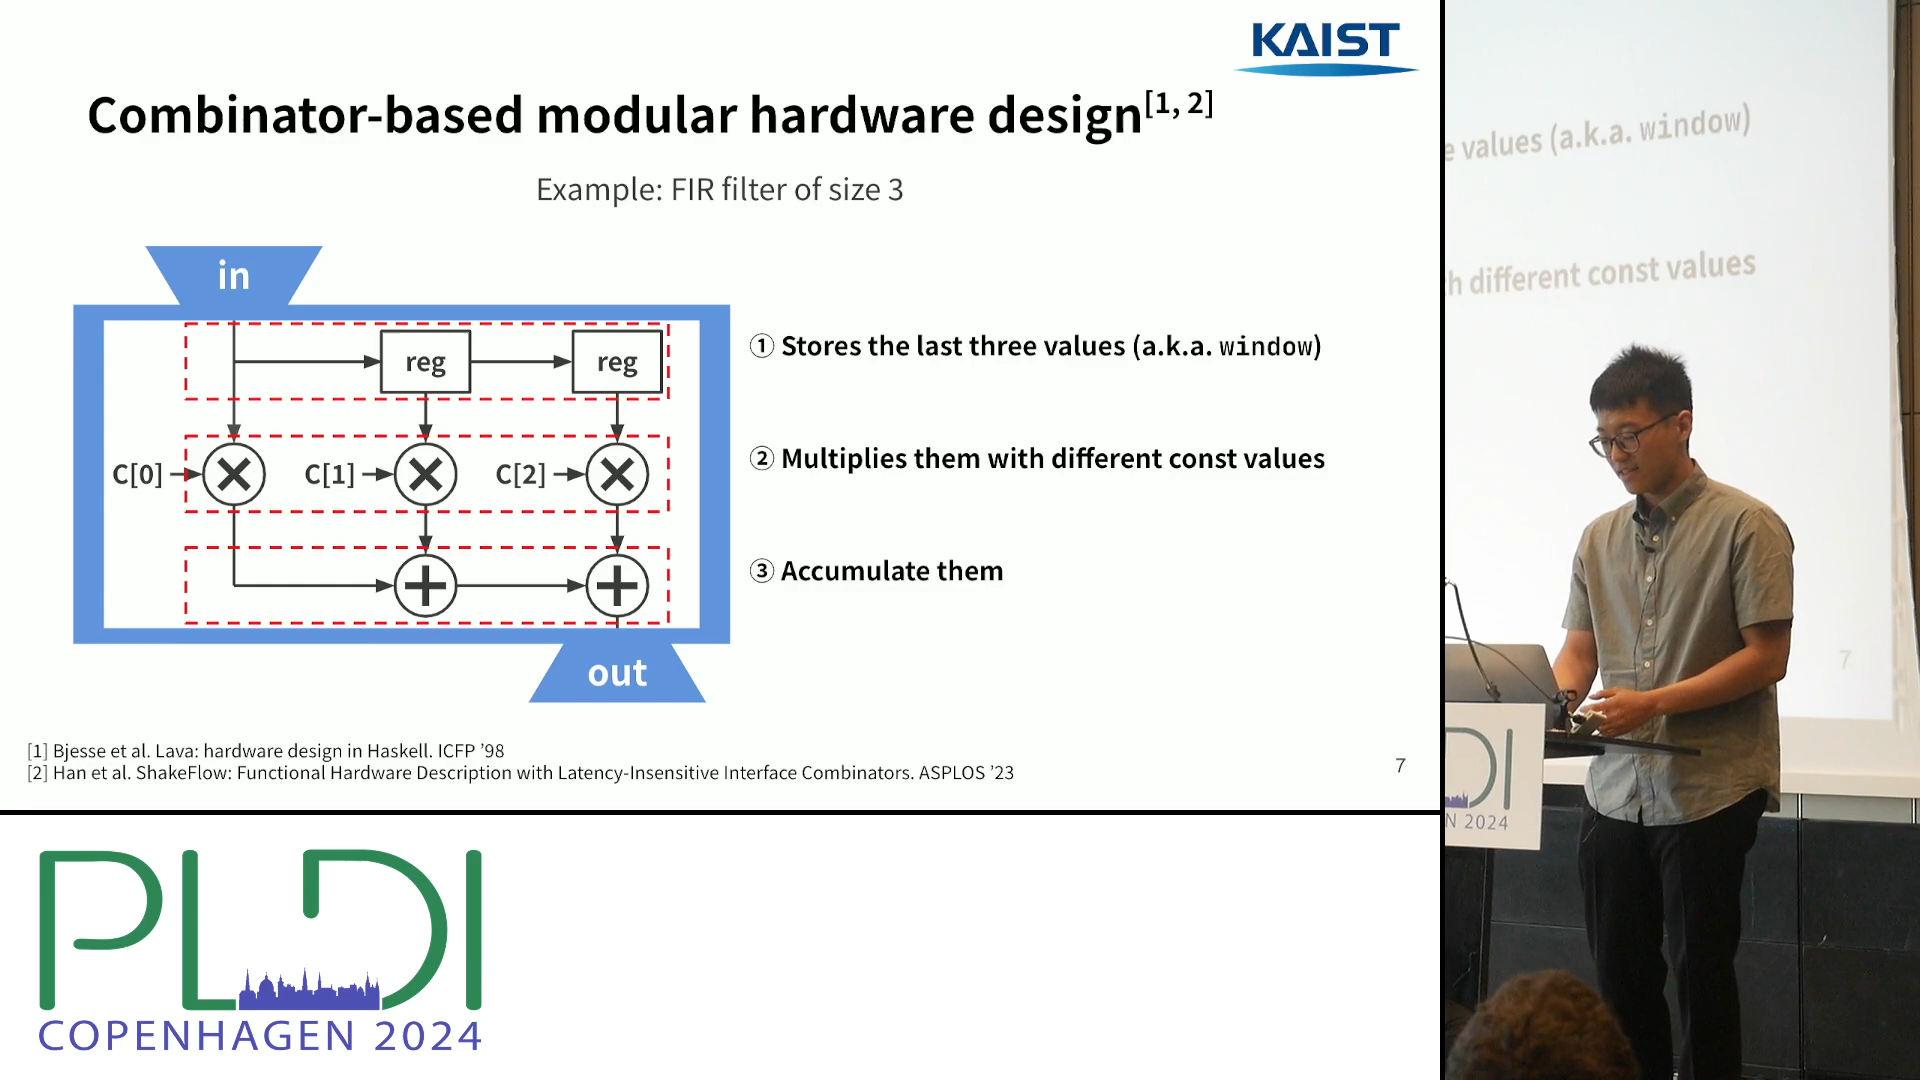 KAIST
Combinator-based modular hardware design[1, 2]
Example: FIR filter of size 3
in
reg
reg
① Stores the last three values (a.k.a. window)
C[0]
C[1]
C[2]
② Multiplies them with different const values
③ Accumulate them
out
[1] Bjesse et al. Lava: hardware design in Haskell. ICFP ’98
[2] Han et al. ShakeFlow: Functional Hardware Description with Latency-Insensitive Interface Combinators. ASPLOS ’23
7
values (a.k.a. window)
different const values
7
DI
N 2024
PLDI
COPENHAGEN 2024